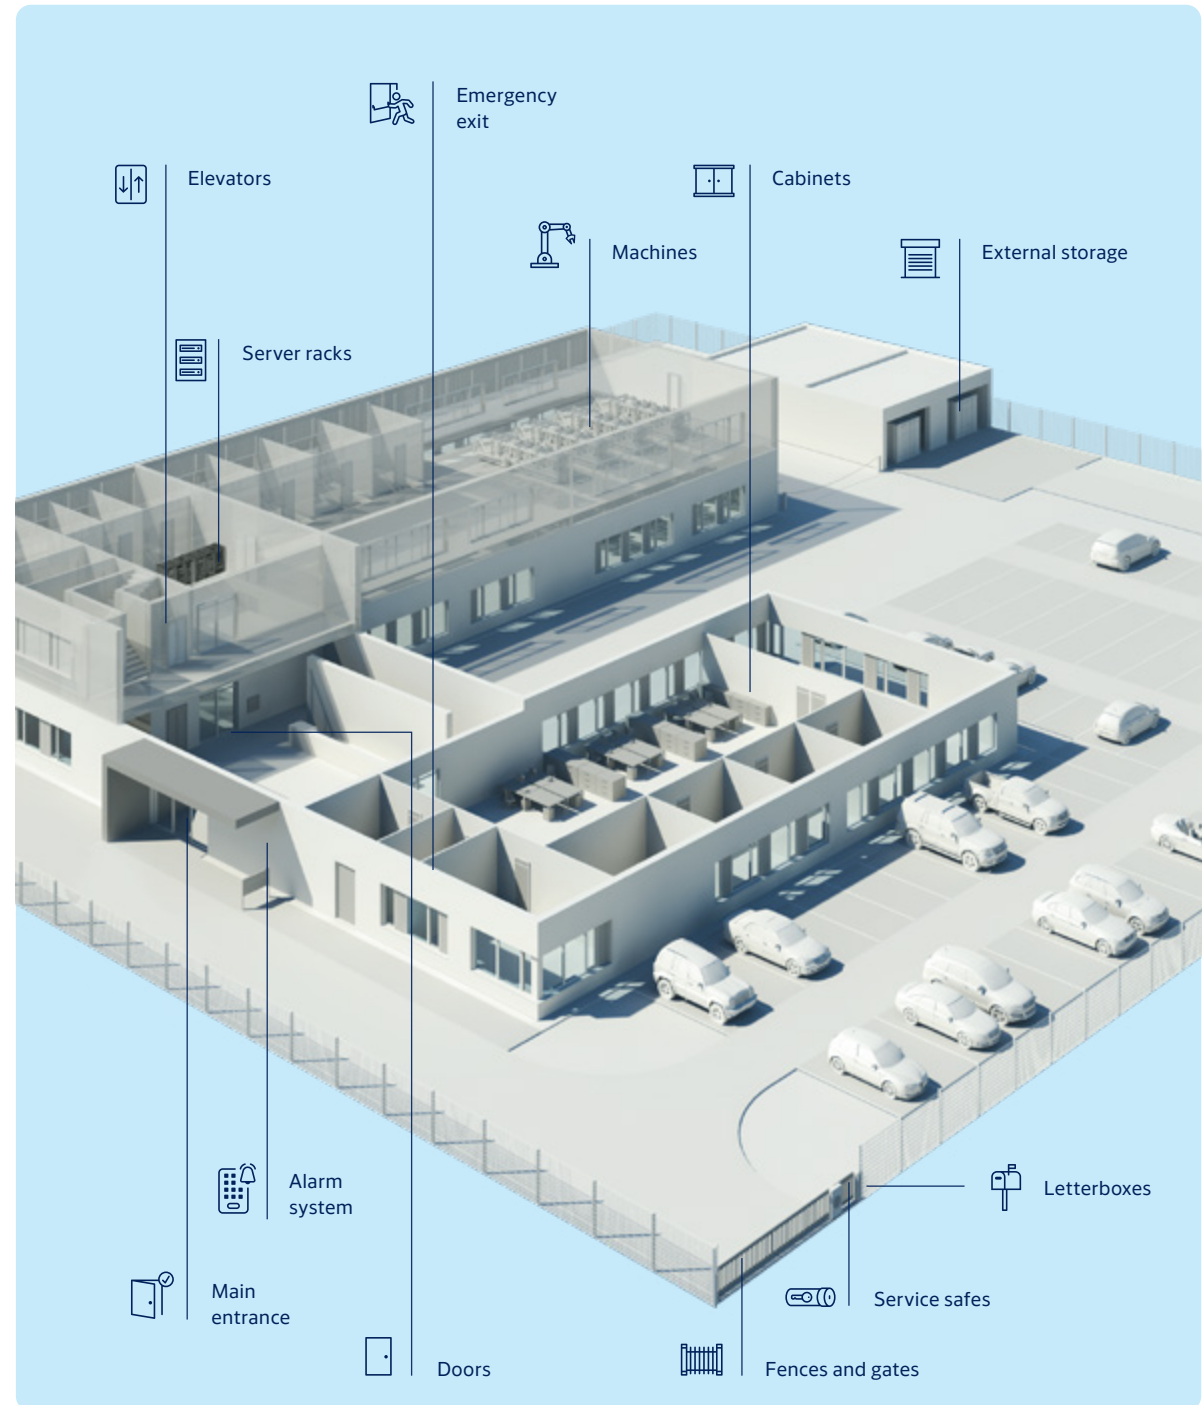 Emergency
exit
Elevators
Cabinets
Machines
External storage
Server racks
Alarm
system
Letterboxes
Main
entrance
Service safes
Doors
Fences and gates